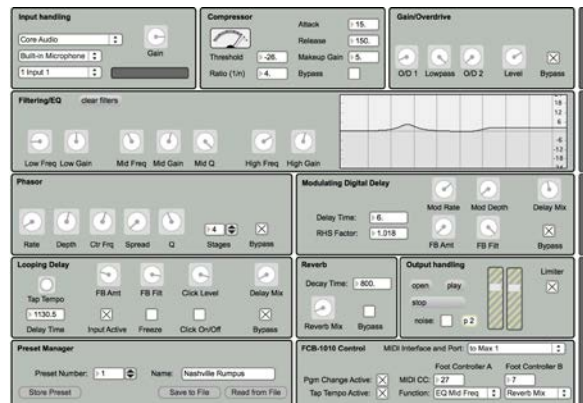 Input handling
Core Audio
Built-in Microphone
1 Input 1
Gain
Compressor
Attack
15.
Release
150.
Threshold
-26.
Makeup Gain
5.
Ratio (1/n)
4.
Bypass
Gain/Overdrive
O/D 1 Lowpass O/D 2 Level Bypass
Filtering/EQ
clear filters
Low Freq Low Gain Mid Freq Mid Gain Mid Q High Freq High Gain
18
12
6
-6
-12
-18
Phasor
Rate Depth Ctr Frq Spread Q
4
Stages Bypass
Modulating Digital Delay
Mod Rate Mod Depth Delay Mix
Delay Time: 6.
RHS Factor: 1.018
FB Amt FB Filt Bypass
Looping Delay
Tap Tempo
FB Amt FB Filt Click Level Delay Mix
1130.5
Delay Time Input Active Freeze Click On/Off Bypass
Reverb
Decay Time: 800.
Reverb Mix Bypass
Output handling
open play
stop
noise: p 2
Limiter
Preset Manager
Preset Number: 1 Name: Nashville Rumpus
Store Preset Save to File Read from File
FCB-1010 Control MIDI Interface and Port: to Max 1
Foot Controller A Foot Controller B
Pgm Change Active: MIDI CC: 27 7
Tap Tempo Active: Function: EQ Mid Freq Reverb Mix